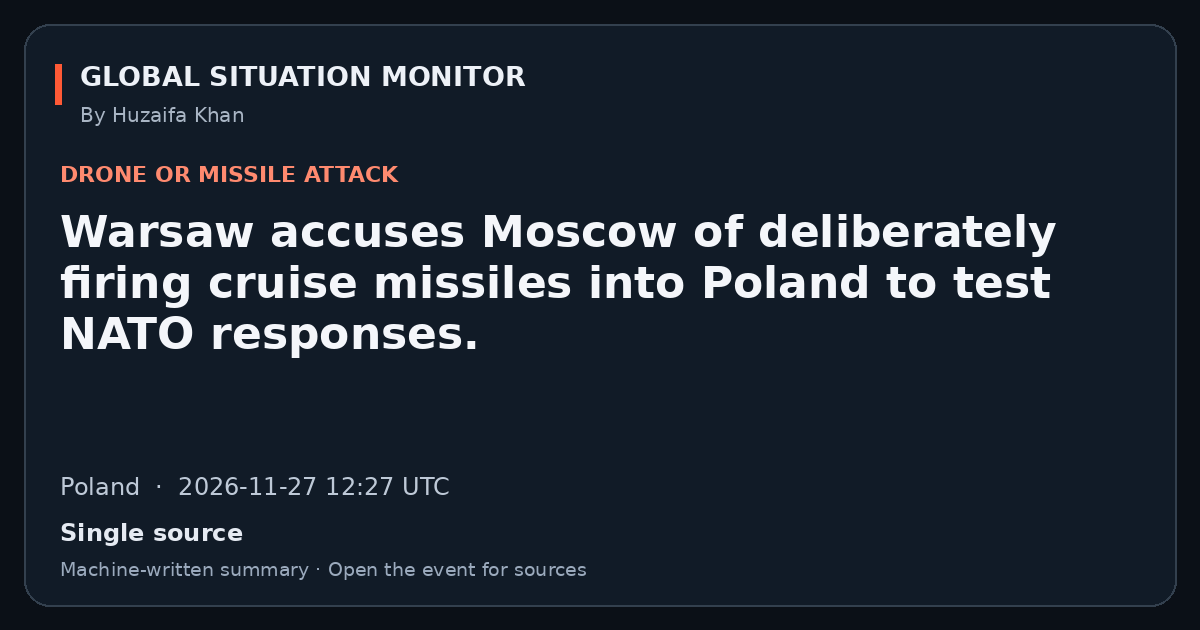 GLOBAL SITUATION MONITOR
By Huzaifa Khan
DRONE OR MISSILE ATTACK
Warsaw accuses Moscow of deliberately
firing cruise missiles into Poland to test
NATO responses.
Poland · 2026-11-27 12:27 UTC
Single source
Machine-written summary · Open the event for sources